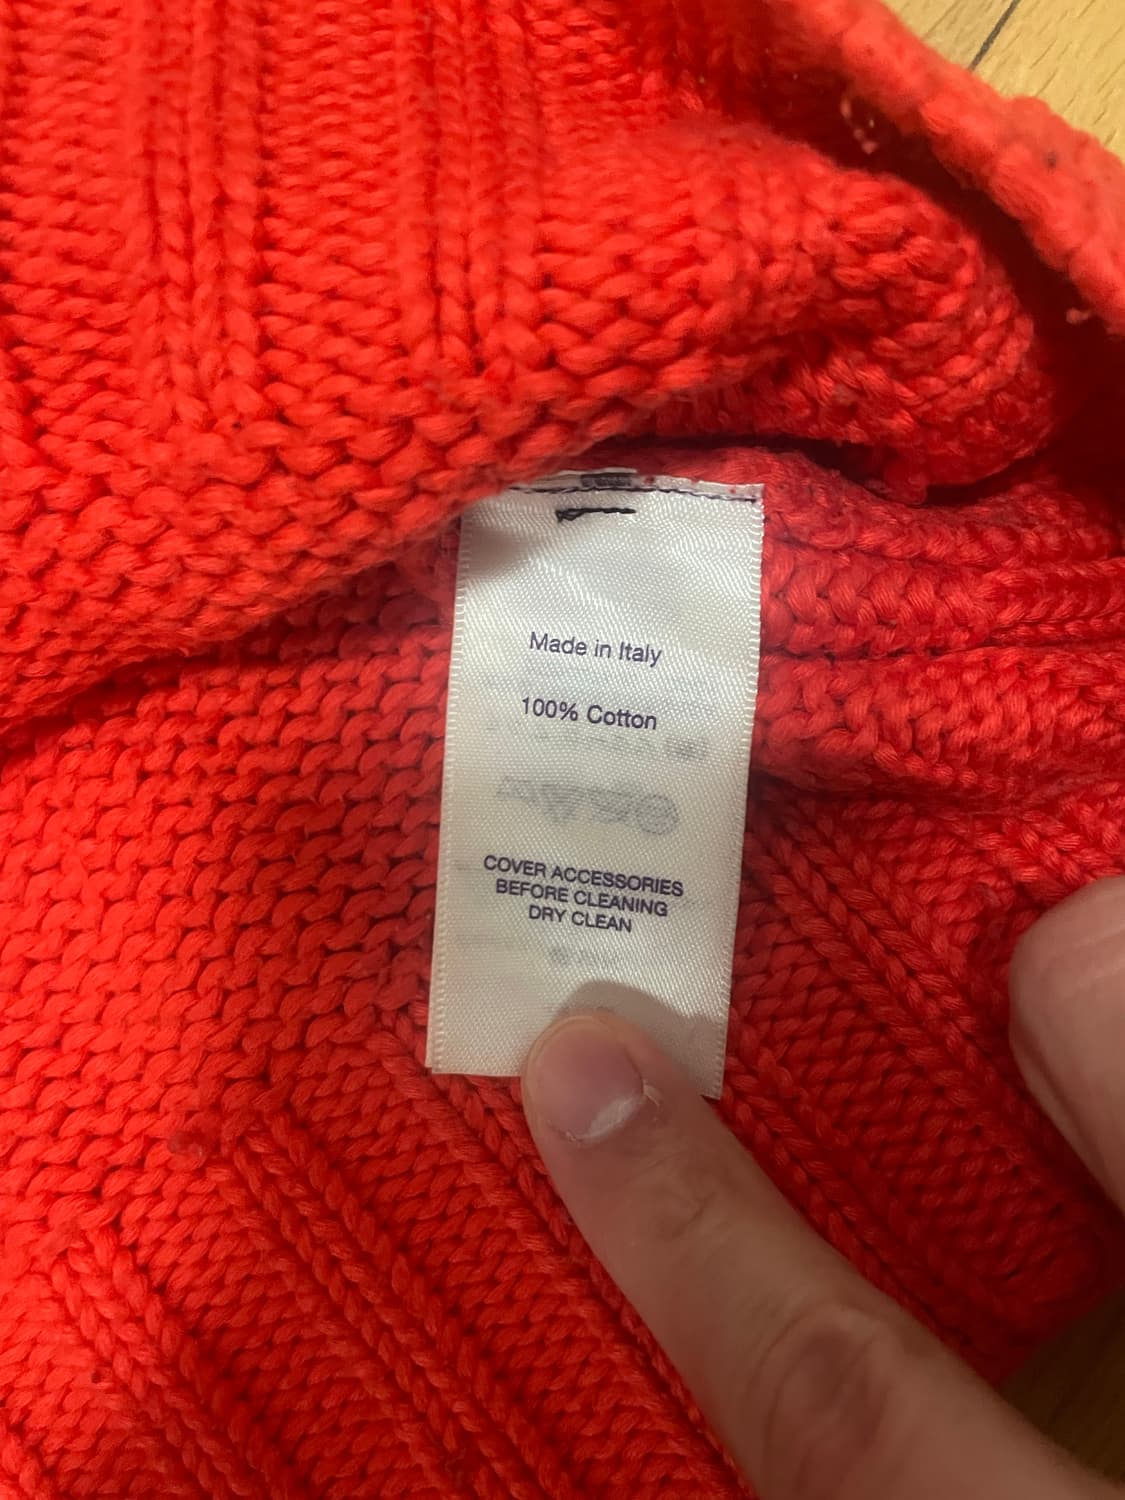 Made in Italy
100% Cotton
COVER ACCESSORIES
BEFORE CLEANING
DRY CLEAN